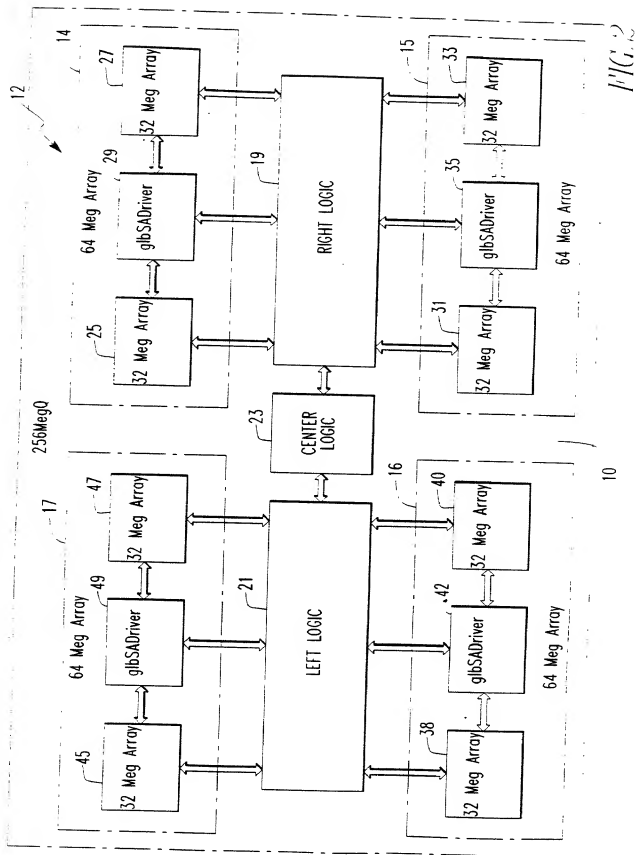 256MegQ
12
17
64 Meg Array
45
32 Meg Array
49
glbSADriver
47
32 Meg Array
14
64 Meg Array
25
32 Meg Array
29
glbSADriver
27
32 Meg Array
21
LEFT LOGIC
23
CENTER
LOGIC
19
RIGHT LOGIC
16
38
32 Meg Array
42
glbSADriver
40
32 Meg Array
64 Meg Array
15
31
32 Meg Array
35
glbSADriver
33
32 Meg Array
64 Meg Array
10
FIG. 2